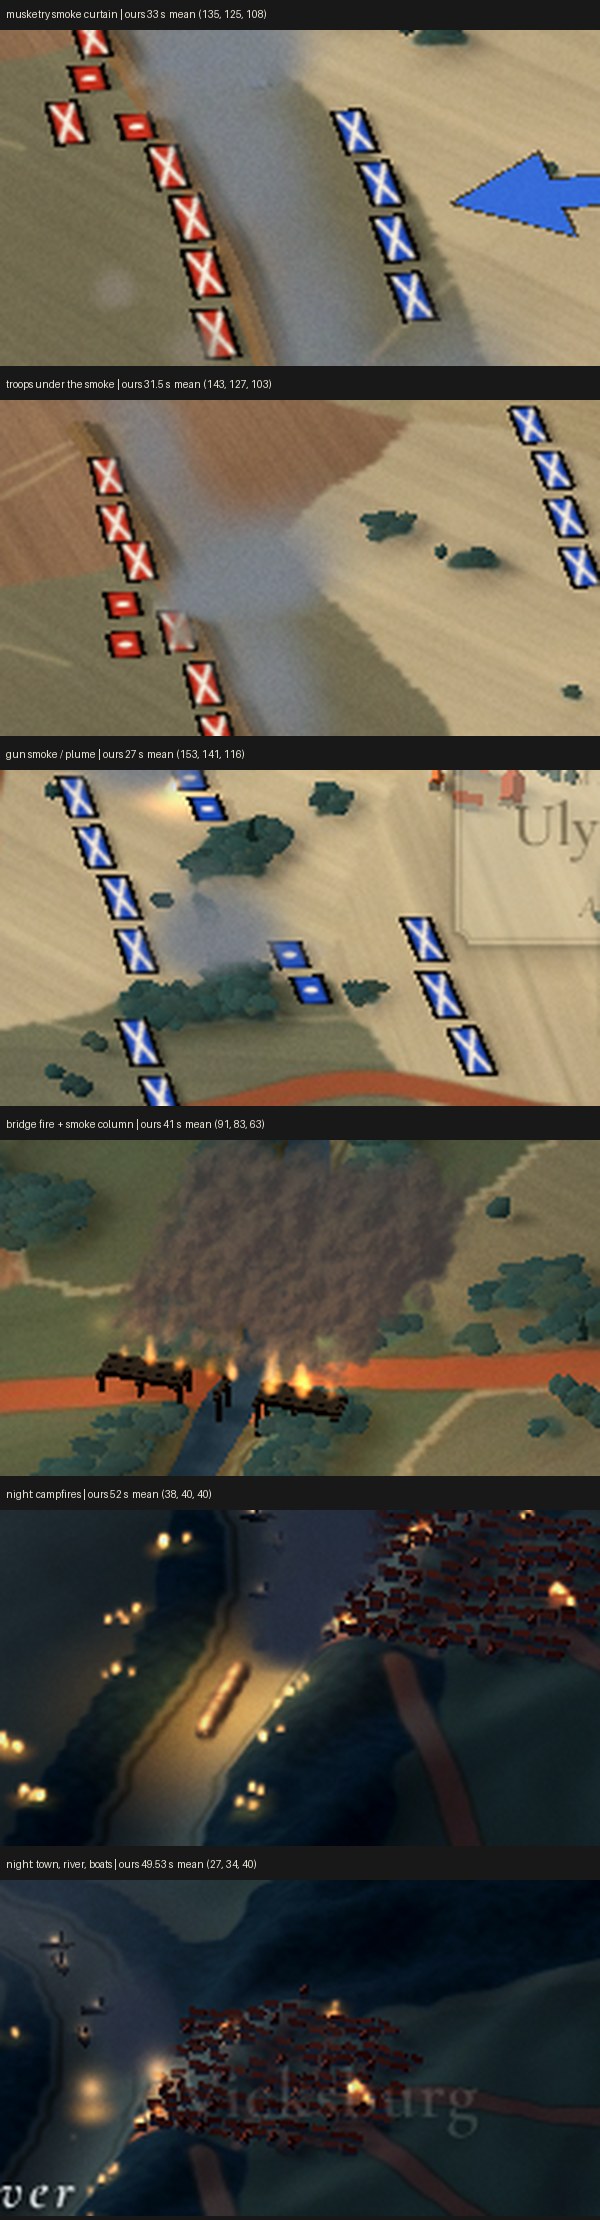 musketry smoke curtain | ours 33 s mean (135, 125, 108)
troops under the smoke | ours 31.5 s mean (143, 127, 103)
gun smoke / plume | ours 27 s mean (153, 141, 116)
Uly
A
bridge fire + smoke column | ours 41 s mean (91, 83, 63)
night campfires | ours 52 s mean (38, 40, 40)
night town, river, boats | ours 49.53 s mean (27, 34, 40)
Vicksburg
ver